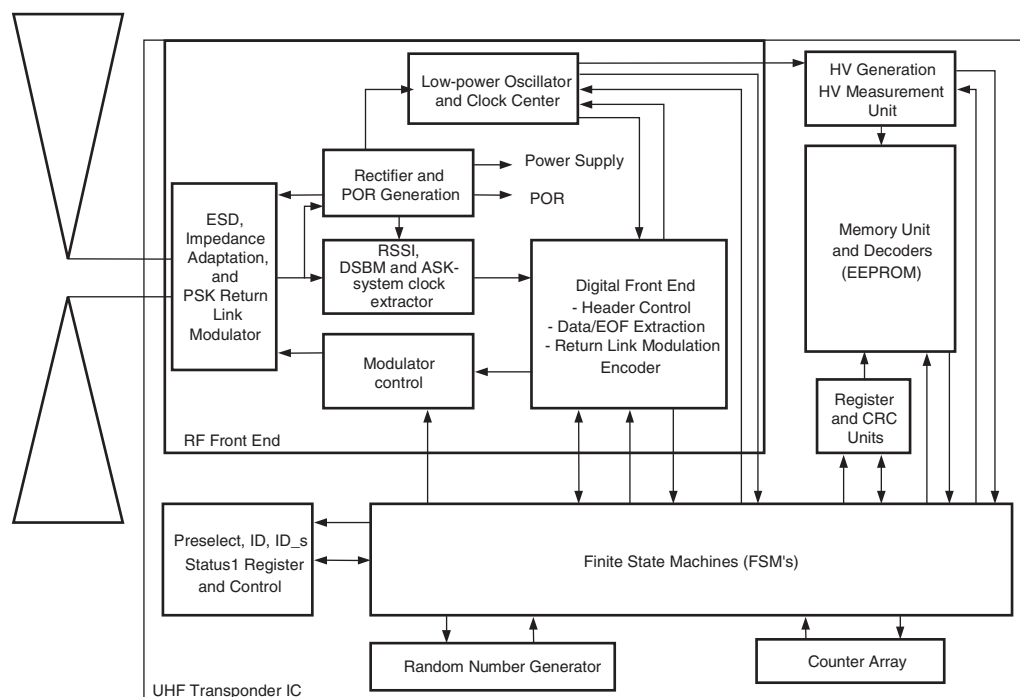 Low-power Oscillator
and Clock Center
HV Generation
HV Measurement
Unit
Rectifier and
POR Generation
Power Supply
POR
ESD,
Impedance
Adaptation,
and
PSK Return
Link
Modulator
RSSI,
DSBM and ASK-
system clock
extractor
Digital Front End
- Header Control
- Data/EOF Extraction
- Return Link Modulation
Encoder
Memory Unit
and Decoders
(EEPROM)
Modulator
control
Register
and CRC
Units
RF Front End
Preselect, ID, ID_s
Status1 Register
and Control
Finite State Machines (FSM's)
Random Number Generator
Counter Array
UHF Transponder IC